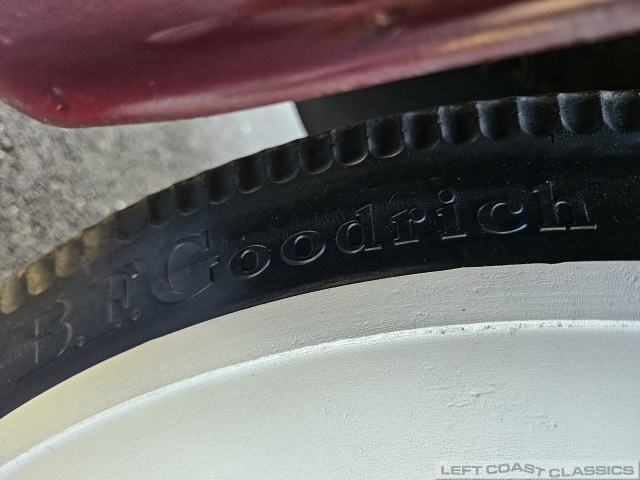 B.F. Goodrich
LEFT COAST CLASSICS